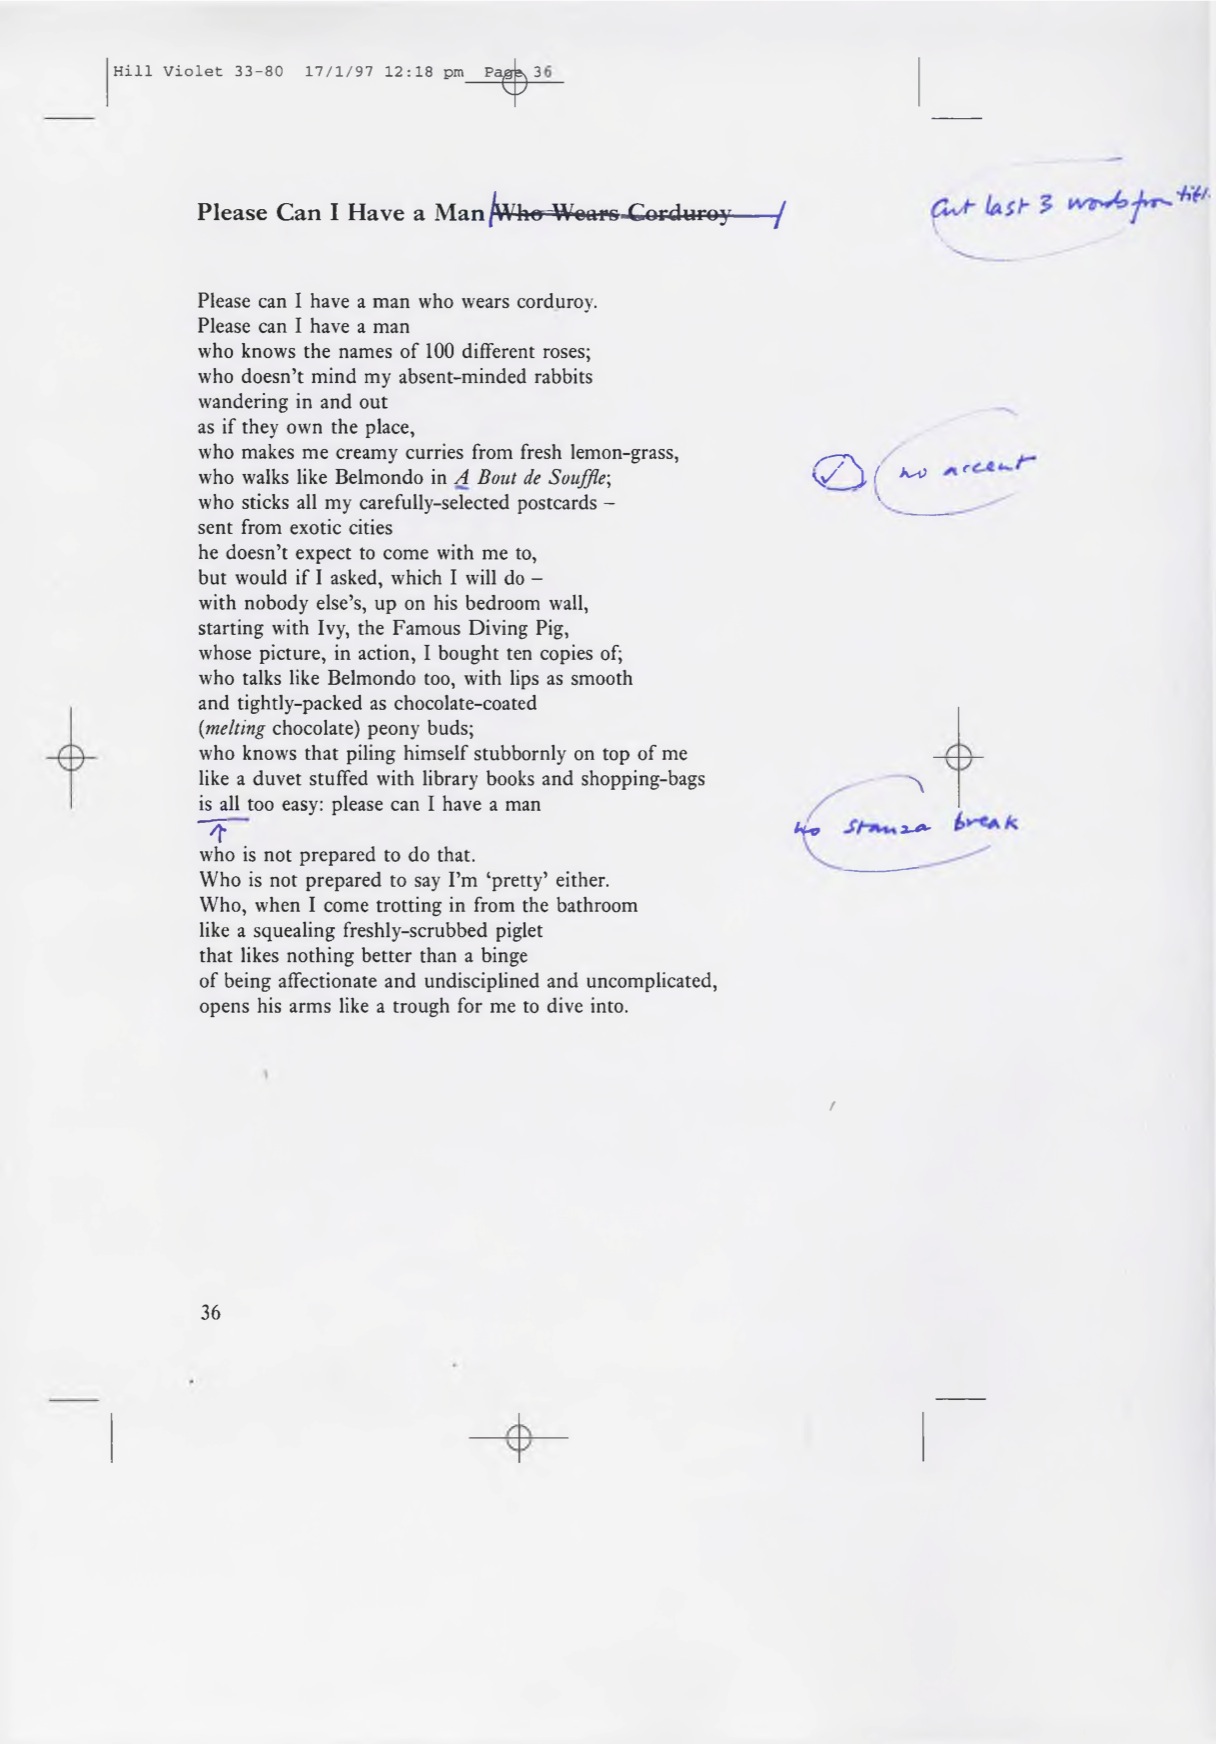 Hill Violet 33-80 17/1/97 12:18 pm Page 36
Please Can I Have a Man Who Wears Corduroy
Cut last 3 words from title
Please can I have a man who wears corduroy.
Please can I have a man
who knows the names of 100 different roses;
who doesn't mind my absent-minded rabbits
wandering in and out
as if they own the place,
who makes me creamy curries from fresh lemon-grass,
who walks like Belmondo in A Bout de Souffle;
no accent
who sticks all my carefully-selected postcards –
sent from exotic cities
he doesn't expect to come with me to,
but would if I asked, which I will do –
with nobody else's, up on his bedroom wall,
starting with Ivy, the Famous Diving Pig,
whose picture, in action, I bought ten copies of;
who talks like Belmondo too, with lips as smooth
and tightly-packed as chocolate-coated
(melting chocolate) peony buds;
who knows that piling himself stubbornly on top of me
like a duvet stuffed with library books and shopping-bags
is all too easy: please can I have a man
no stanza break
who is not prepared to do that.
Who is not prepared to say I'm ‘pretty’ either.
Who, when I come trotting in from the bathroom
like a squealing freshly-scrubbed piglet
that likes nothing better than a binge
of being affectionate and undisciplined and uncomplicated,
opens his arms like a trough for me to dive into.
36